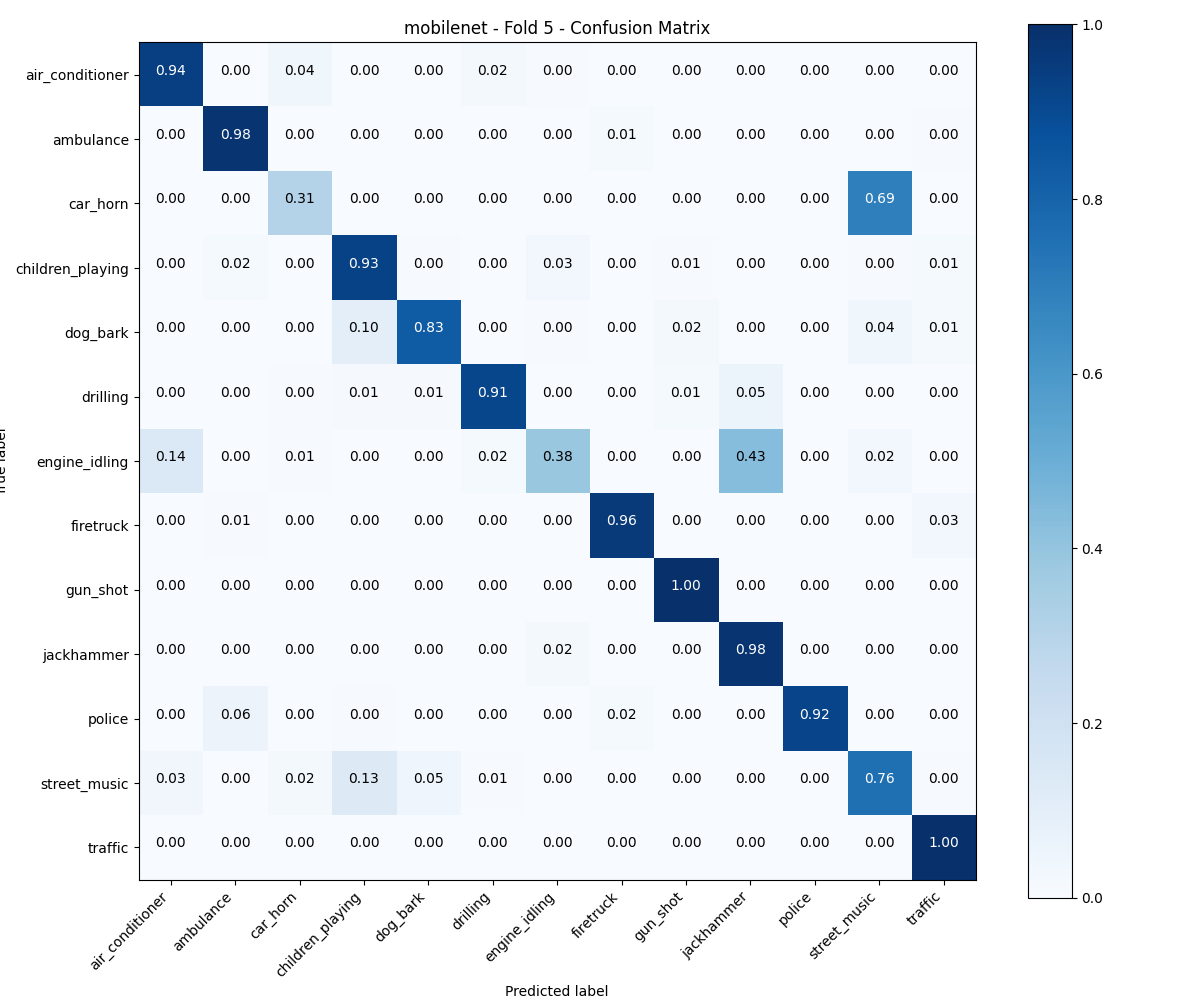 mobilenet - Fold 5 - Confusion Matrix
1.0
air_conditioner 0.94 0.00 0.04 0.00 0.00 0.02 0.00 0.00 0.00 0.00 0.00 0.00 0.00
ambulance 0.00 0.98 0.00 0.00 0.00 0.00 0.00 0.01 0.00 0.00 0.00 0.00 0.00
0.8
car_horn 0.00 0.00 0.31 0.00 0.00 0.00 0.00 0.00 0.00 0.00 0.00 0.69 0.00
children_playing 0.00 0.02 0.00 0.93 0.00 0.00 0.03 0.00 0.01 0.00 0.00 0.00 0.01
dog_bark 0.00 0.00 0.00 0.10 0.83 0.00 0.00 0.00 0.02 0.00 0.00 0.04 0.01
0.6
drilling 0.00 0.00 0.00 0.01 0.01 0.91 0.00 0.00 0.01 0.05 0.00 0.00 0.00
True label
engine_idling 0.14 0.00 0.01 0.00 0.00 0.02 0.38 0.00 0.00 0.43 0.00 0.02 0.00
firetruck 0.00 0.01 0.00 0.00 0.00 0.00 0.00 0.96 0.00 0.00 0.00 0.00 0.03
0.4
gun_shot 0.00 0.00 0.00 0.00 0.00 0.00 0.00 0.00 1.00 0.00 0.00 0.00 0.00
jackhammer 0.00 0.00 0.00 0.00 0.00 0.00 0.02 0.00 0.00 0.98 0.00 0.00 0.00
police 0.00 0.06 0.00 0.00 0.00 0.00 0.00 0.02 0.00 0.00 0.92 0.00 0.00
0.2
street_music 0.03 0.00 0.02 0.13 0.05 0.01 0.00 0.00 0.00 0.00 0.00 0.76 0.00
traffic 0.00 0.00 0.00 0.00 0.00 0.00 0.00 0.00 0.00 0.00 0.00 0.00 1.00
0.0
air_conditioner
ambulance
car_horn
children_playing
dog_bark
drilling
engine_idling
firetruck
gun_shot
jackhammer
police
street_music
traffic
Predicted label